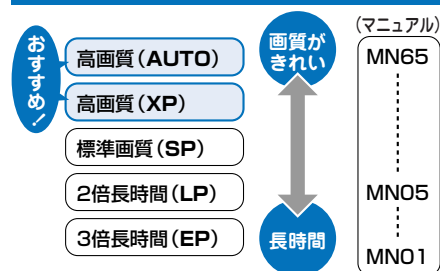 おすすめ！
高画質（AUTO）
高画質（XP）
標準画質（SP）
2倍長時間（LP）
3倍長時間（EP）
画質が
きれい
長時間
（マニュアル）
MN65
MN05
MN01